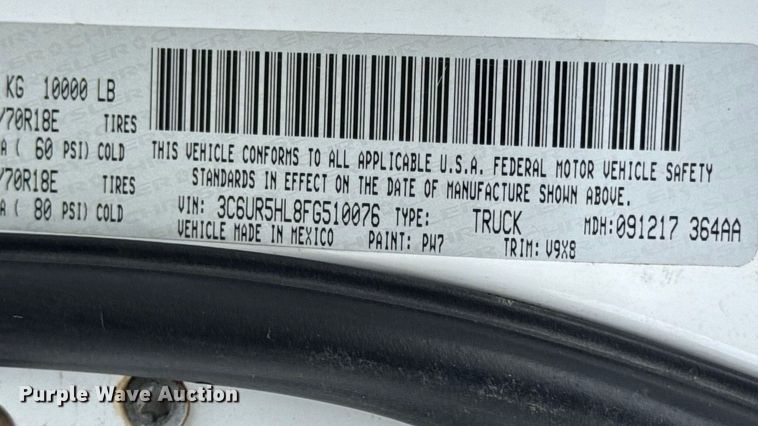 KG 10000 LB
/70R18E TIRES
A ( 60 PSI) COLD
/70R18E TIRES
A ( 80 PSI) COLD
THIS VEHICLE CONFORMS TO ALL APPLICABLE U.S.A. FEDERAL MOTOR VEHICLE SAFETY
STANDARDS IN EFFECT ON THE DATE OF MANUFACTURE SHOWN ABOVE.
VIN: 3C6UR5HL8FG510076 TYPE: TRUCK MDH:091217 364AA
VEHICLE MADE IN MEXICO PAINT: PW7 TRIM: V9X8
Purple Wave Auction